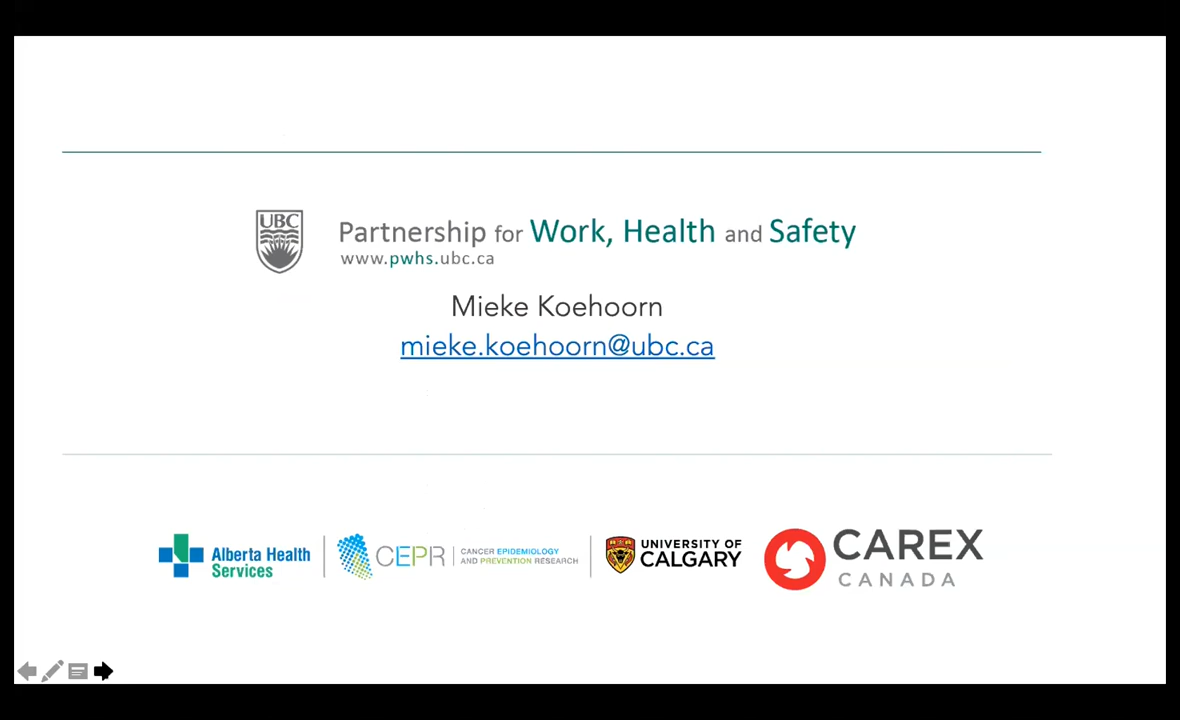 UBC
Partnership for Work, Health and Safety
www.pwhs.ubc.ca
Mieke Koehoorn
mieke.koehoorn@ubc.ca
Alberta Health
Services
CEPR
CANCER EPIDEMIOLOGY
AND PREVENTION RESEARCH
UNIVERSITY OF
CALGARY
CAREX
CANADA